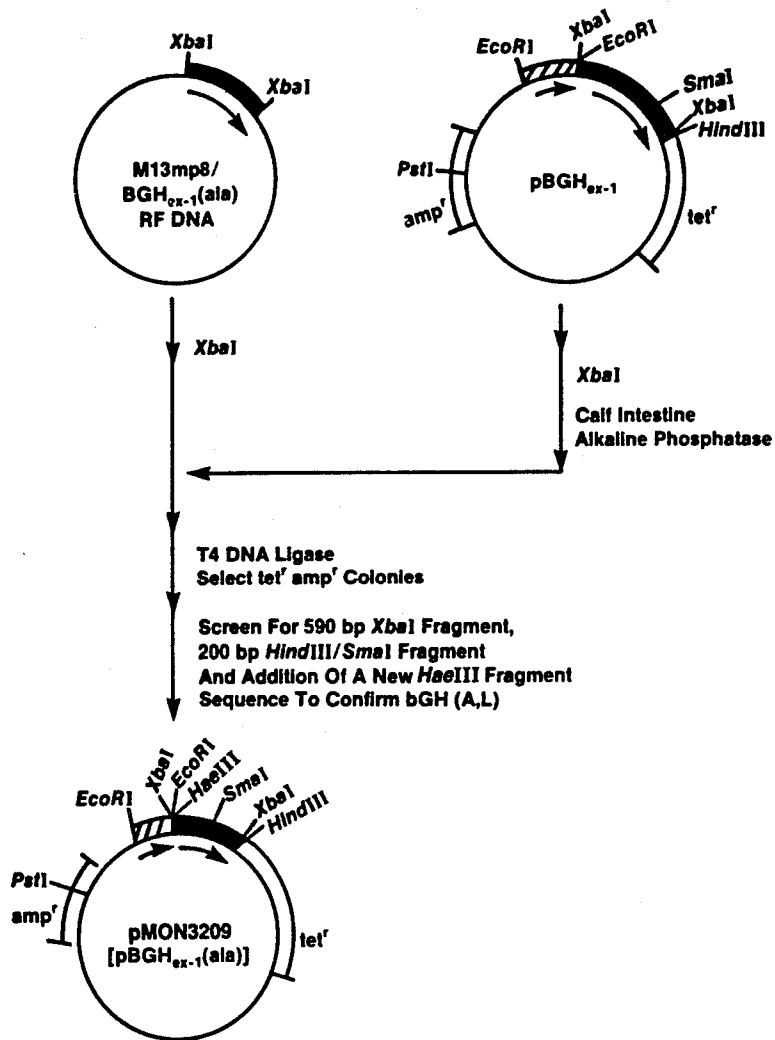 XbaI
XbaI
M13mp8/
BGHex-1(ala)
RF DNA
XbaI
EcoRI
EcoRI
SmaI
XbaI
HindIII
PstI
ampʳ
pBGHex-1
tetʳ
XbaI
XbaI
Calf Intestine
Alkaline Phosphatase
T4 DNA Ligase
Select tetʳ ampʳ Colonies
Screen For 590 bp XbaI Fragment,
200 bp HindIII/SmaI Fragment
And Addition Of A New HaeIII Fragment
Sequence To Confirm bGH (A,L)
XbaI
EcoRI
HaeIII
EcoRI
SmaI
XbaI
HindIII
PstI
ampʳ
pMON3209
[pBGHex-1(ala)]
tetʳ